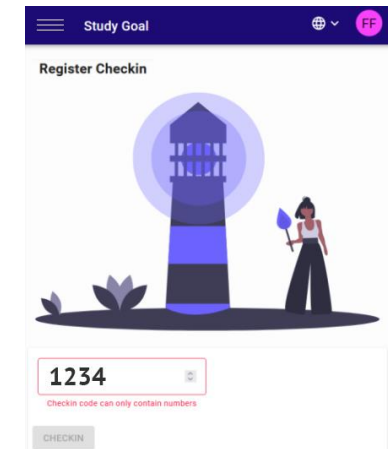 Study Goal
FF
Register Checkin
1234
Checkin code can only contain numbers
CHECKIN